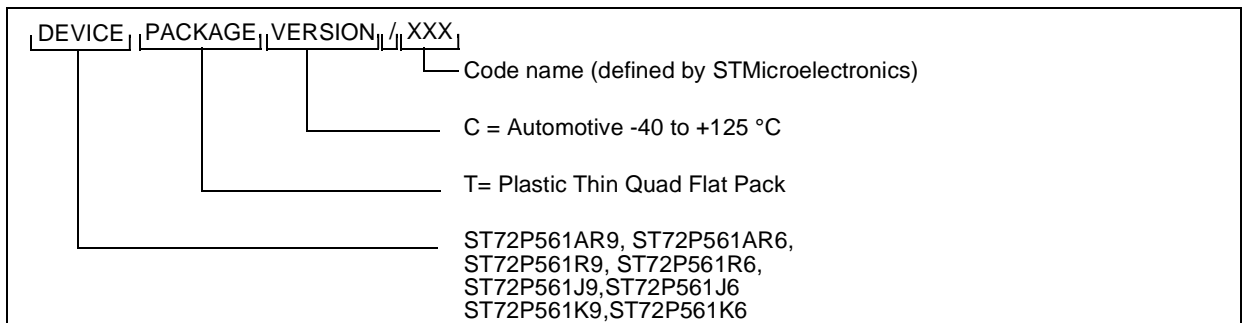 DEVICE PACKAGE VERSION / XXX
Code name (defined by STMicroelectronics)
C = Automotive -40 to +125 °C
T= Plastic Thin Quad Flat Pack
ST72P561AR9, ST72P561AR6,
ST72P561R9, ST72P561R6,
ST72P561J9,ST72P561J6
ST72P561K9,ST72P561K6